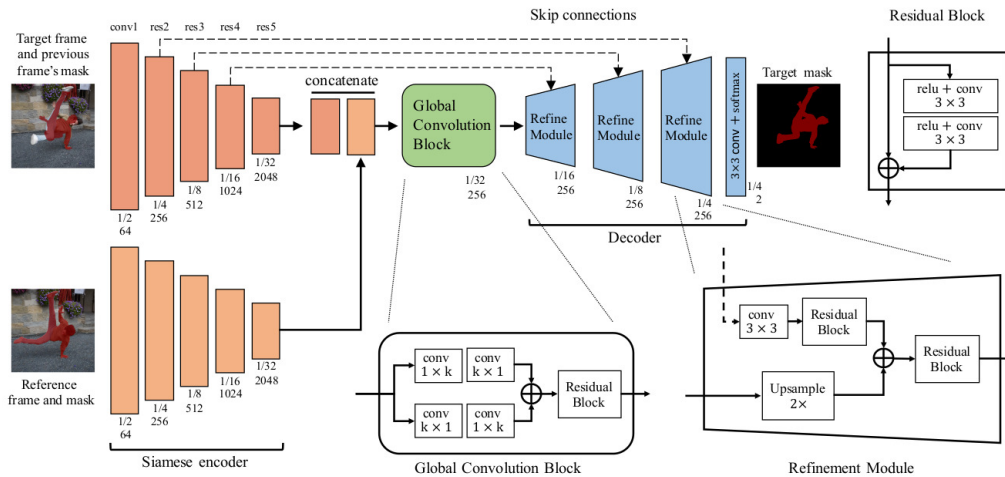 Skip connections
Residual Block
conv1 res2 res3 res4 res5
Target frame
and previous
frame's mask
concatenate
Global
Convolution
Block
Refine
Module
Refine
Module
Refine
Module
3×3 conv + softmax
Target mask
relu + conv
3 × 3
relu + conv
3 × 3
1/2
64
1/4
256
1/8
512
1/16
1024
1/32
2048
1/32
256
1/16
256
1/8
256
1/4
256
1/4
2
Decoder
Reference
frame and mask
1/2
64
1/4
256
1/8
512
1/16
1024
1/32
2048
Siamese encoder
conv
1 × k
conv
k × 1
conv
k × 1
conv
1 × k
Residual
Block
Global Convolution Block
conv
3 × 3
Residual
Block
Upsample
2×
Residual
Block
Refinement Module